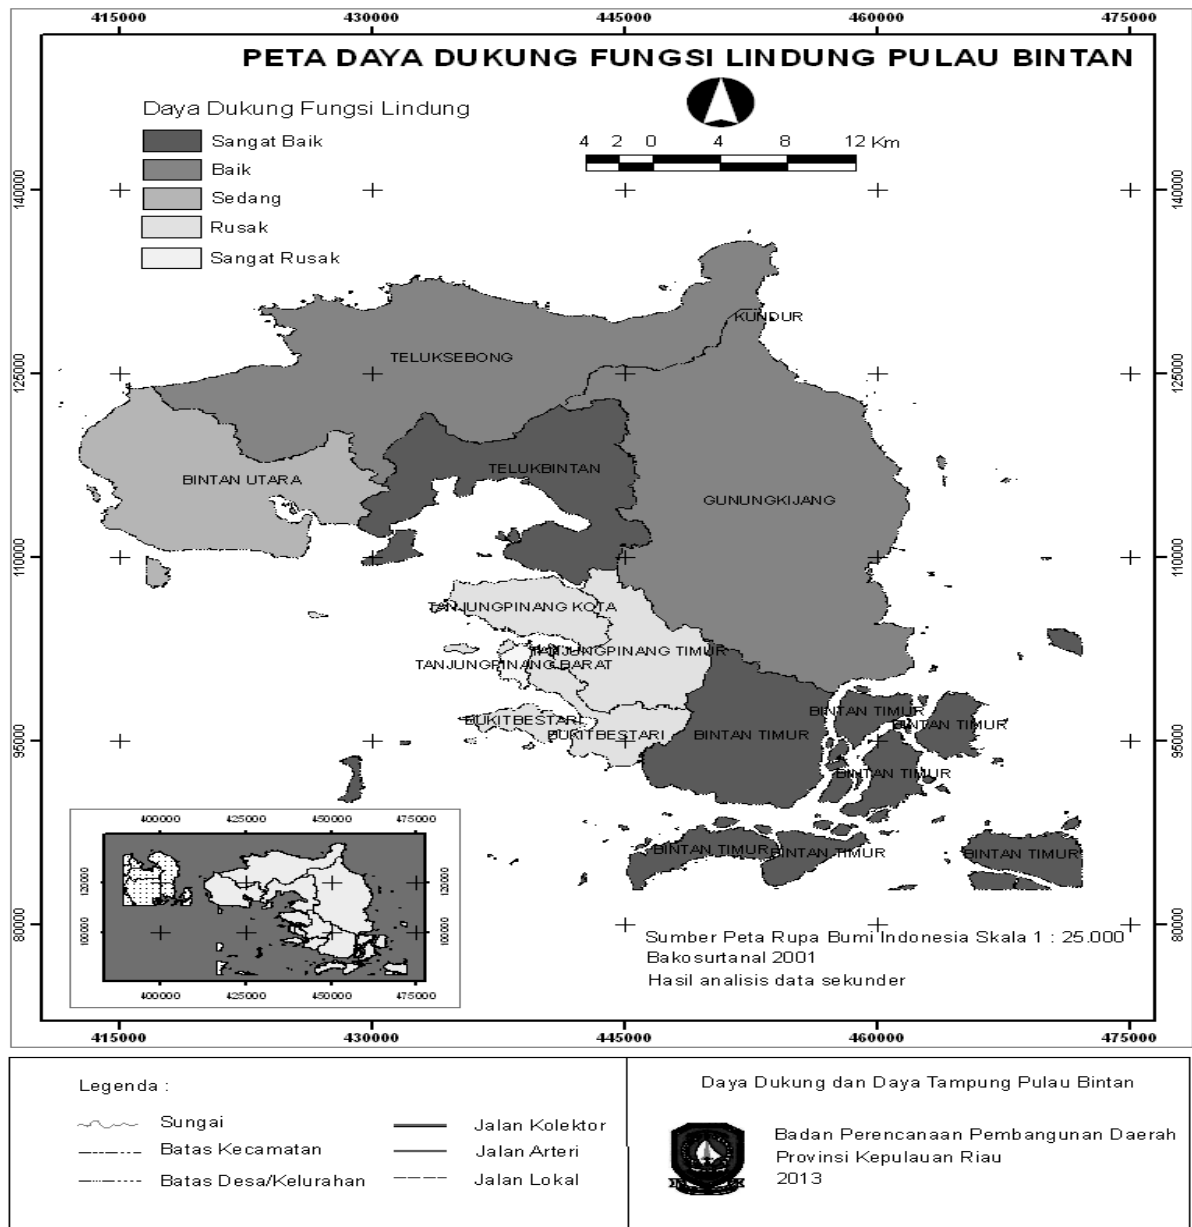 415000 430000 445000 460000 475000
PETA DAYA DUKUNG FUNGSI LINDUNG PULAU BINTAN
Daya Dukung Fungsi Lindung
Sangat Baik
Baik
Sedang
Rusak
Sangat Rusak
4 2 0 4 8 12 Km
140000 140000
KUNDUR
TELUKSEBONG
125000 125000
TELUKBINTAN
BINTAN UTARA
GUNUNGKIJANG
110000 110000
TANJUNGPINANG KOTA
TANJUNGPINANG TIMUR
TANJUNGPINANG BARAT
BINTAN TIMUR
BUKITBESTARI
BINTAN TIMUR
BUKITBESTARI
BINTAN TIMUR
95000 95000
BINTAN TIMUR
BINTAN TIMUR
BINTAN TIMUR
BINTAN TIMUR
400000 425000 450000 475000
120000 120000
100000 100000
400000 425000 450000 475000
80000 80000
Sumber Peta Rupa Bumi Indonesia Skala 1 : 25.000
Bakosurtanal 2001
Hasil analisis data sekunder
415000 430000 445000 460000 475000
Legenda :
Sungai
Batas Kecamatan
Batas Desa/Kelurahan
Jalan Kolektor
Jalan Arteri
Jalan Lokal
Daya Dukung dan Daya Tampung Pulau Bintan
Badan Perencanaan Pembangunan Daerah
Provinsi Kepulauan Riau
2013